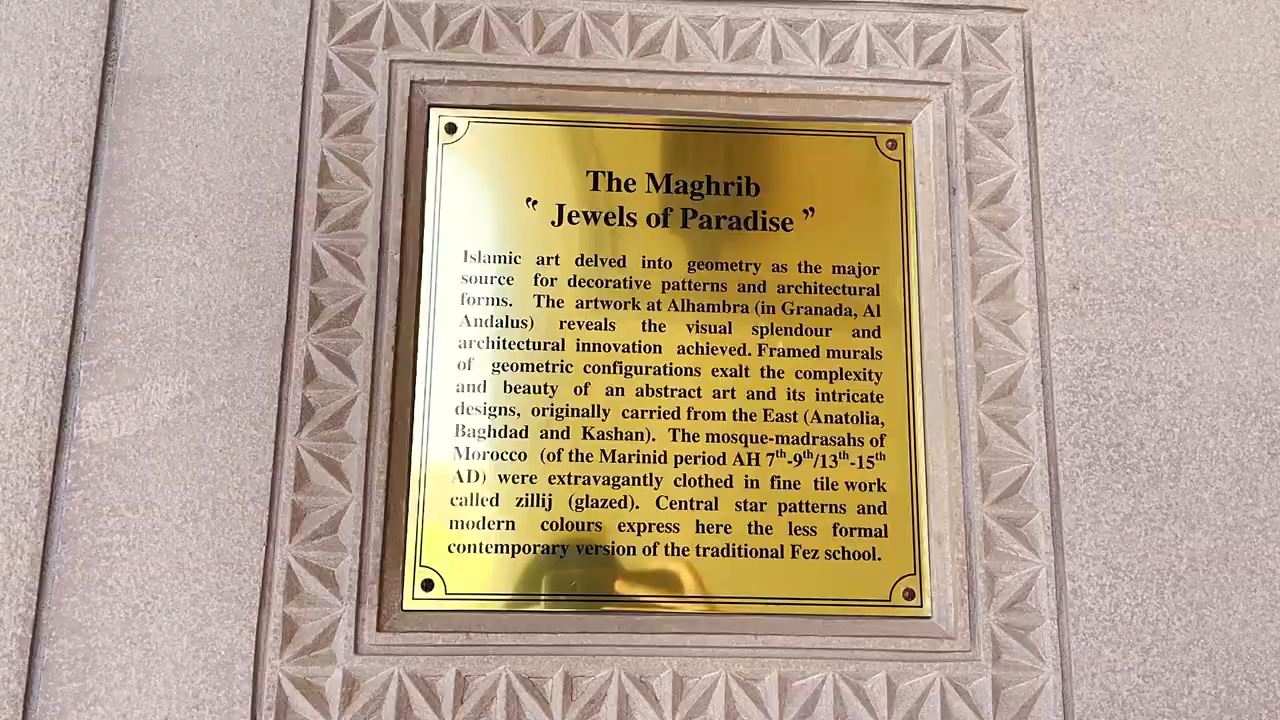 The Maghrib
“ Jewels of Paradise ”
Islamic art delved into geometry as the major
source for decorative patterns and architectural
forms. The artwork at Alhambra (in Granada, Al
Andalus) reveals the visual splendour and
architectural innovation achieved. Framed murals
of geometric configurations exalt the complexity
and beauty of an abstract art and its intricate
designs, originally carried from the East (Anatolia,
Baghdad and Kashan). The mosque-madrasahs of
Morocco (of the Marinid period AH 7th-9th/13th-15th
AD) were extravagantly clothed in fine tile work
called zillij (glazed). Central star patterns and
modern colours express here the less formal
contemporary version of the traditional Fez school.